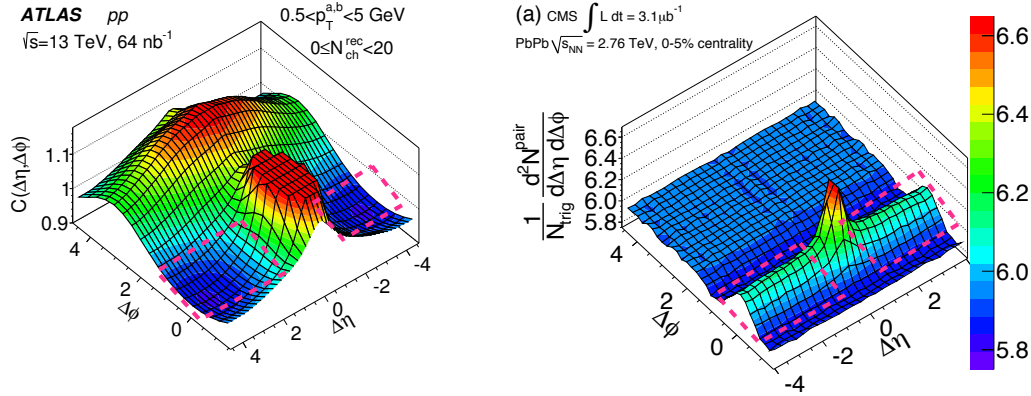 ATLAS pp
√s=13 TeV, 64 nb⁻¹
0.5<p_T^{a,b}<5 GeV
0≤N_ch^rec<20
C(Δη,Δϕ)
1.1
1
0.9
4
2
0
Δϕ
4
2
0
-2
-4
Δη
(a) CMS ∫ L dt = 3.1μb⁻¹
PbPb √s_NN = 2.76 TeV, 0-5% centrality
1/N_trig d²N^pair/dΔη dΔϕ
6.6
6.4
6.2
6.0
5.8
4
2
0
Δϕ
-4
-2
0
2
Δη
6.6
6.4
6.2
6.0
5.8